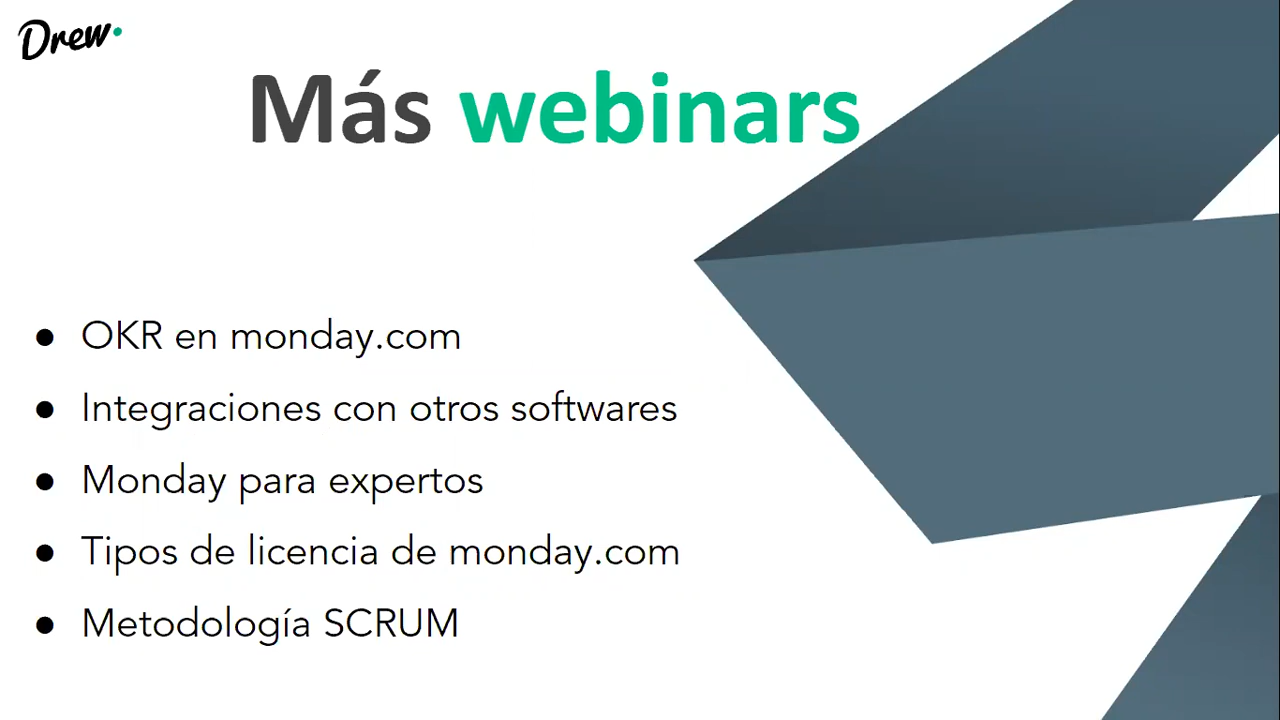 Drew
Más webinars
● OKR en monday.com
● Integraciones con otros softwares
● Monday para expertos
● Tipos de licencia de monday.com
● Metodología SCRUM